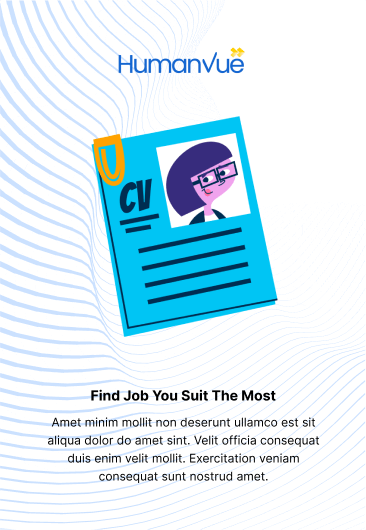 HumanVue
CV
Find Job You Suit The Most
Amet minim mollit non deserunt ullamco est sit
aliqua dolor do amet sint. Velit officia consequat
duis enim velit mollit. Exercitation veniam
consequat sunt nostrud amet.